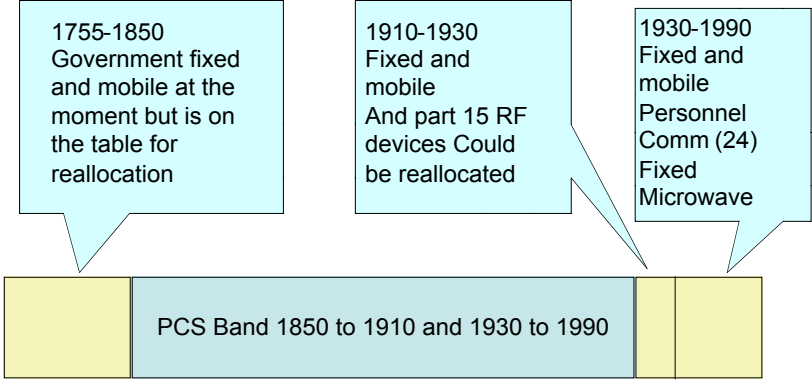 1755-1850
Government fixed
and mobile at the
moment but is on
the table for
reallocation
1910-1930
Fixed and
mobile
And part 15 RF
devices Could
be reallocated
1930-1990
Fixed and
mobile
Personnel
Comm (24)
Fixed
Microwave
PCS Band 1850 to 1910 and 1930 to 1990